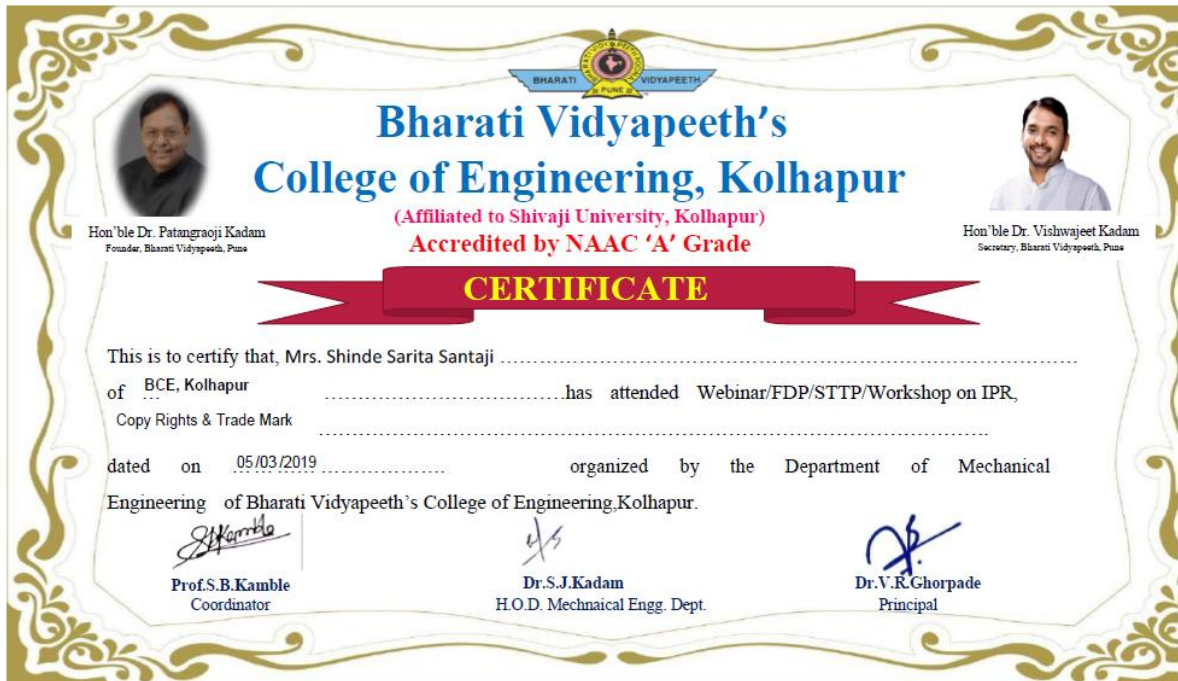 BHARATI VIDYAPEETH
PUNE
Bharati Vidyapeeth's
College of Engineering, Kolhapur
(Affiliated to Shivaji University, Kolhapur)
Accredited by NAAC 'A' Grade
Hon'ble Dr. Patangraoji Kadam
Founder, Bharati Vidyapeeth, Pune
Hon'ble Dr. Vishwajeet Kadam
Secretary, Bharati Vidyapeeth, Pune
CERTIFICATE
This is to certify that, Mrs. Shinde Sarita Santaji ..........................................................
of BCE, Kolhapur ..................................has attended Webinar/FDP/STTP/Workshop on IPR,
Copy Rights & Trade Mark ..........................................................
dated on 05/03/2019 .................. organized by the Department of Mechanical
Engineering of Bharati Vidyapeeth's College of Engineering,Kolhapur.
SBKamble
Prof.S.B.Kamble
Coordinator
Dr.S.J.Kadam
H.O.D. Mechnaical Engg. Dept.
Dr.V.R.Ghorpade
Principal